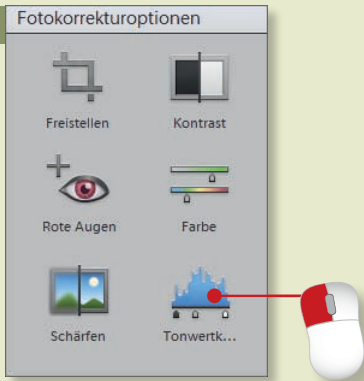 Fotokorrekturoptionen
Freistellen
Kontrast
Rote Augen
Farbe
Schärfen
Tonwertk...